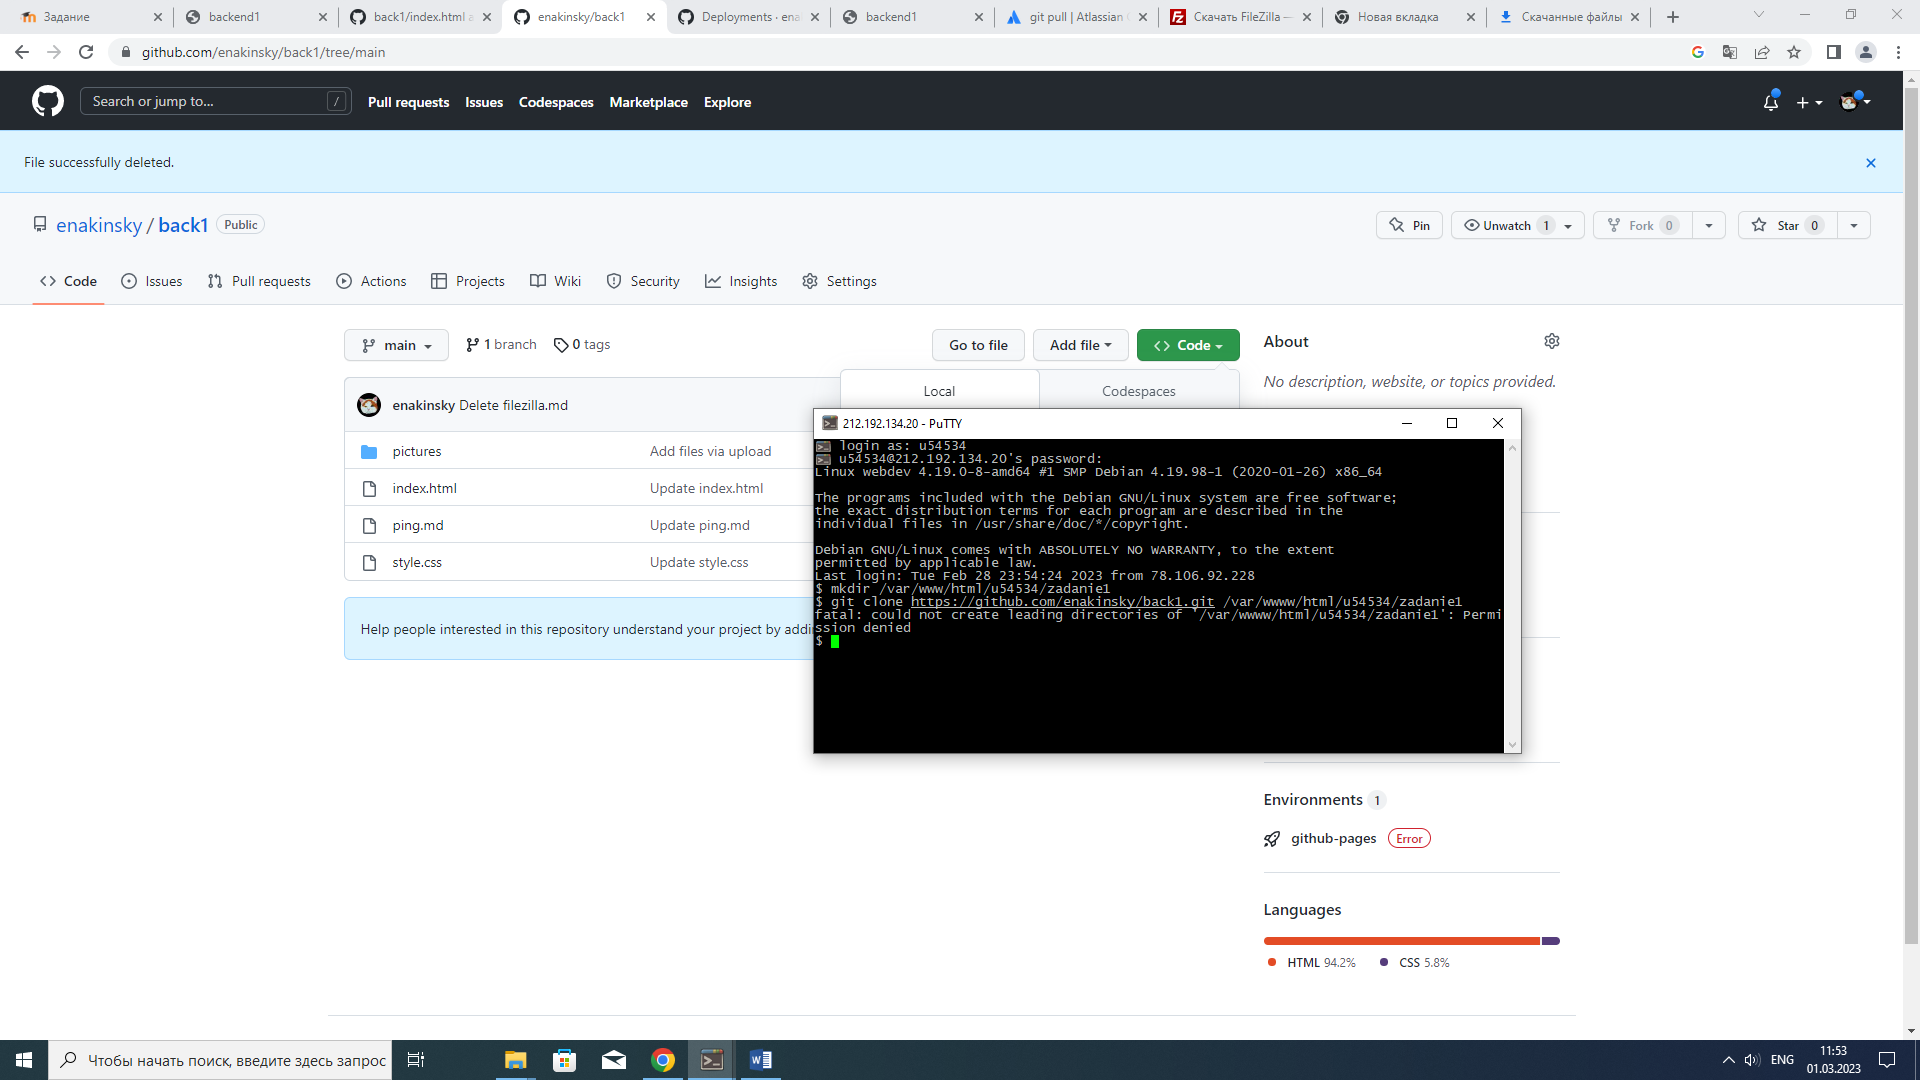 Задание
backend1
back1/index.html a
enakinsky/back1
Deployments · ena
backend1
git pull | Atlassian
Скачать FileZilla —
Новая вкладка
Скачанные файлы
github.com/enakinsky/back1/tree/main
Search or jump to...
/
Pull requests
Issues
Codespaces
Marketplace
Explore
File successfully deleted.
enakinsky / back1
Public
Pin
Unwatch 1
Fork 0
Star 0
Code
Issues
Pull requests
Actions
Projects
Wiki
Security
Insights
Settings
main
1 branch
0 tags
Go to file
Add file
Code
About
No description, website, or topics provided.
Local
Codespaces
enakinsky Delete filezilla.md
pictures
Add files via upload
index.html
Update index.html
ping.md
Update ping.md
style.css
Update style.css
Help people interested in this repository understand your project by addi
212.192.134.20 - PuTTY
login as: u54534
u54534@212.192.134.20's password:
Linux webdev 4.19.0-8-amd64 #1 SMP Debian 4.19.98-1 (2020-01-26) x86_64
The programs included with the Debian GNU/Linux system are free software;
the exact distribution terms for each program are described in the
individual files in /usr/share/doc/*/copyright.
Debian GNU/Linux comes with ABSOLUTELY NO WARRANTY, to the extent
permitted by applicable law.
Last login: Tue Feb 28 23:54:24 2023 from 78.106.92.228
$ mkdir /var/www/html/u54534/zadanie1
$ git clone https://github.com/enakinsky/back1.git /var/wwww/html/u54534/zadanie1
fatal: could not create leading directories of '/var/wwww/html/u54534/zadanie1': Permi
ssion denied
$
Environments 1
github-pages
Error
Languages
HTML 94.2%
CSS 5.8%
Чтобы начать поиск, введите здесь запрос
ENG
11:53
01.03.2023